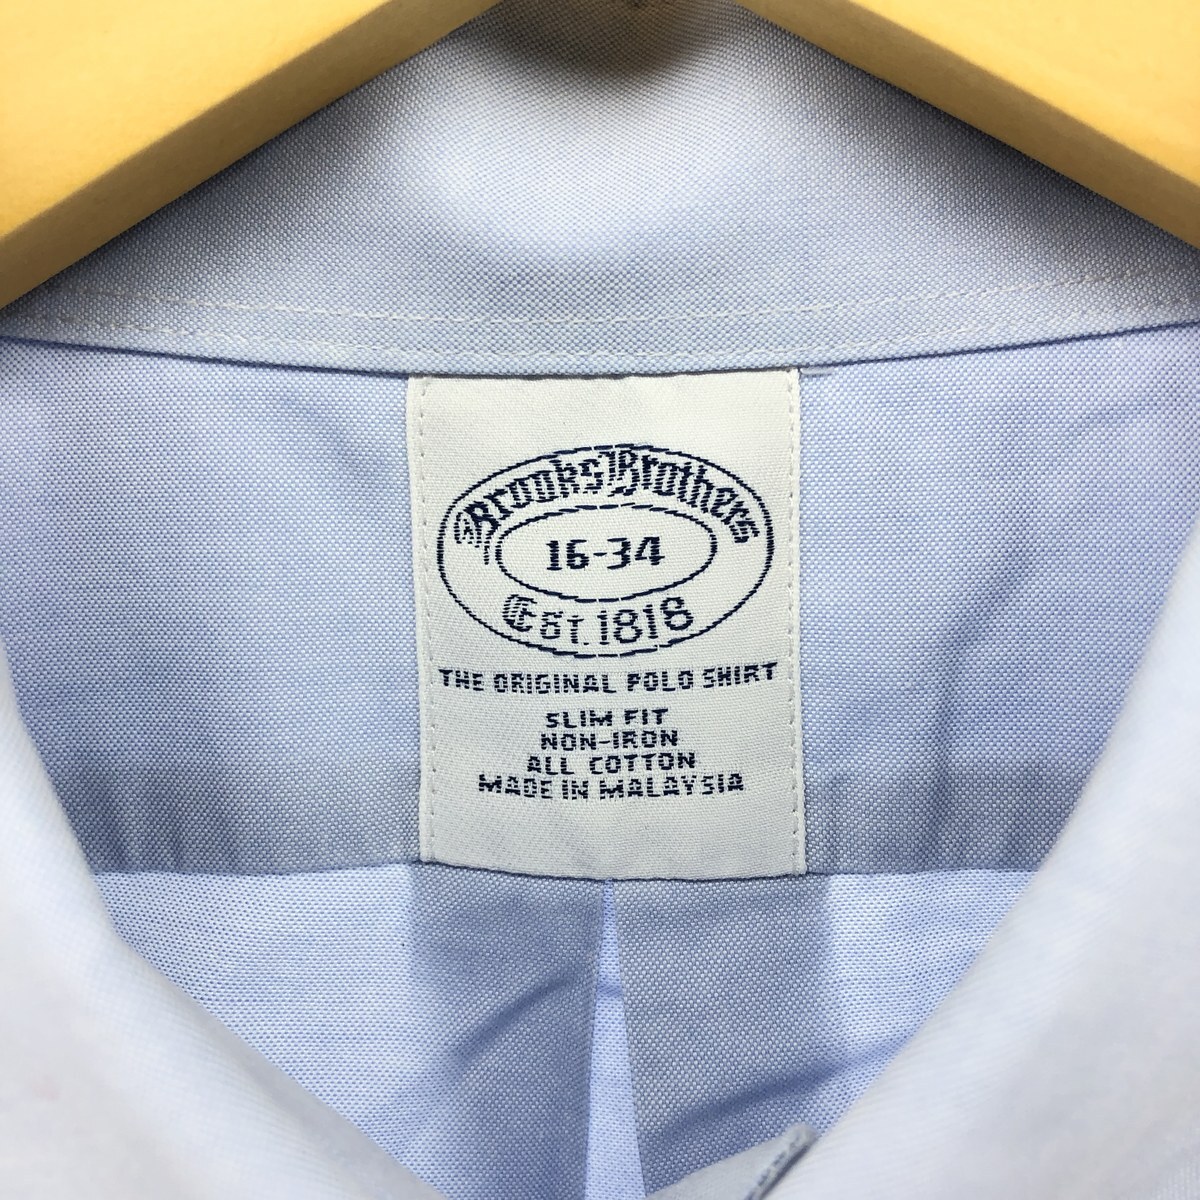 Brooks Brothers
16-34
Est. 1818
THE ORIGINAL POLO SHIRT
SLIM FIT
NON-IRON
ALL COTTON
MADE IN MALAYSIA